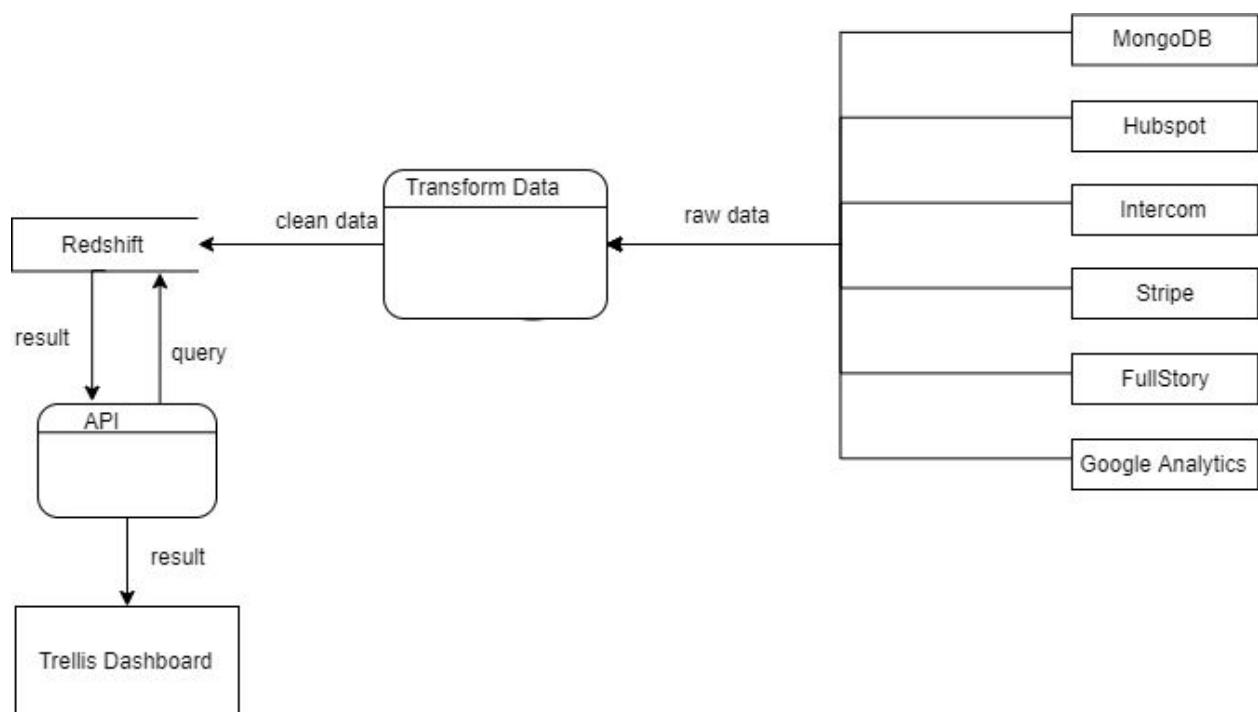 MongoDB
Hubspot
Transform Data
Intercom
raw data
clean data
Redshift
Stripe
result
query
FullStory
API
Google Analytics
result
Trellis Dashboard